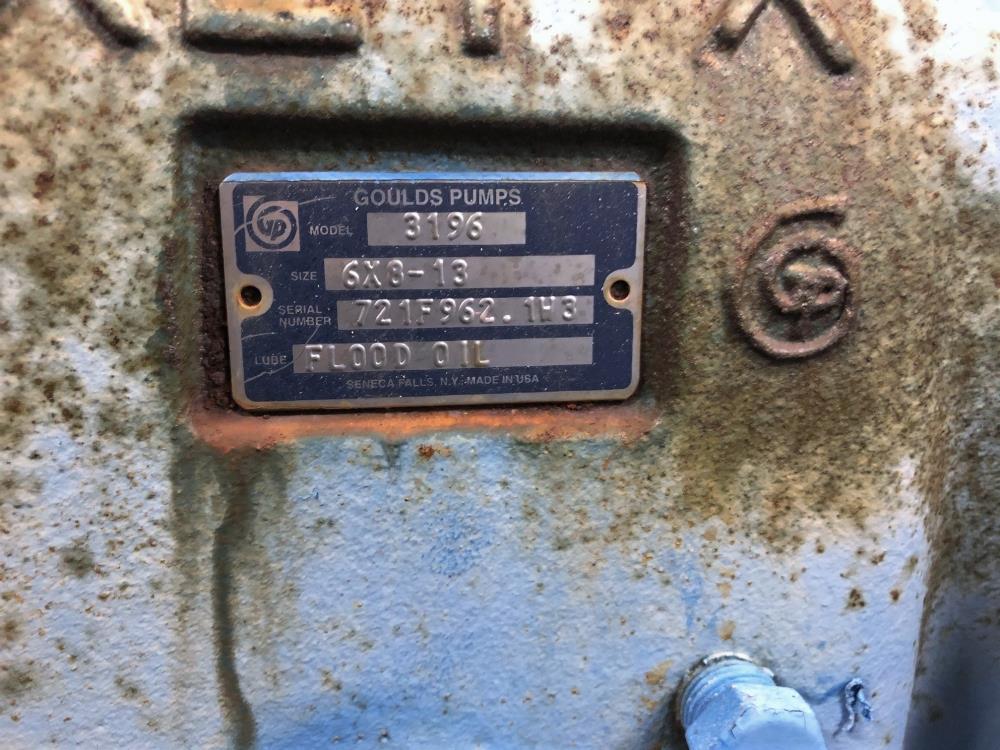 GOULDS PUMPS
MODEL 3196
SIZE 6X8-13
SERIAL NUMBER 721F962.1H3
LUBE FLOOD OIL
SENECA FALLS, N.Y. MADE IN USA